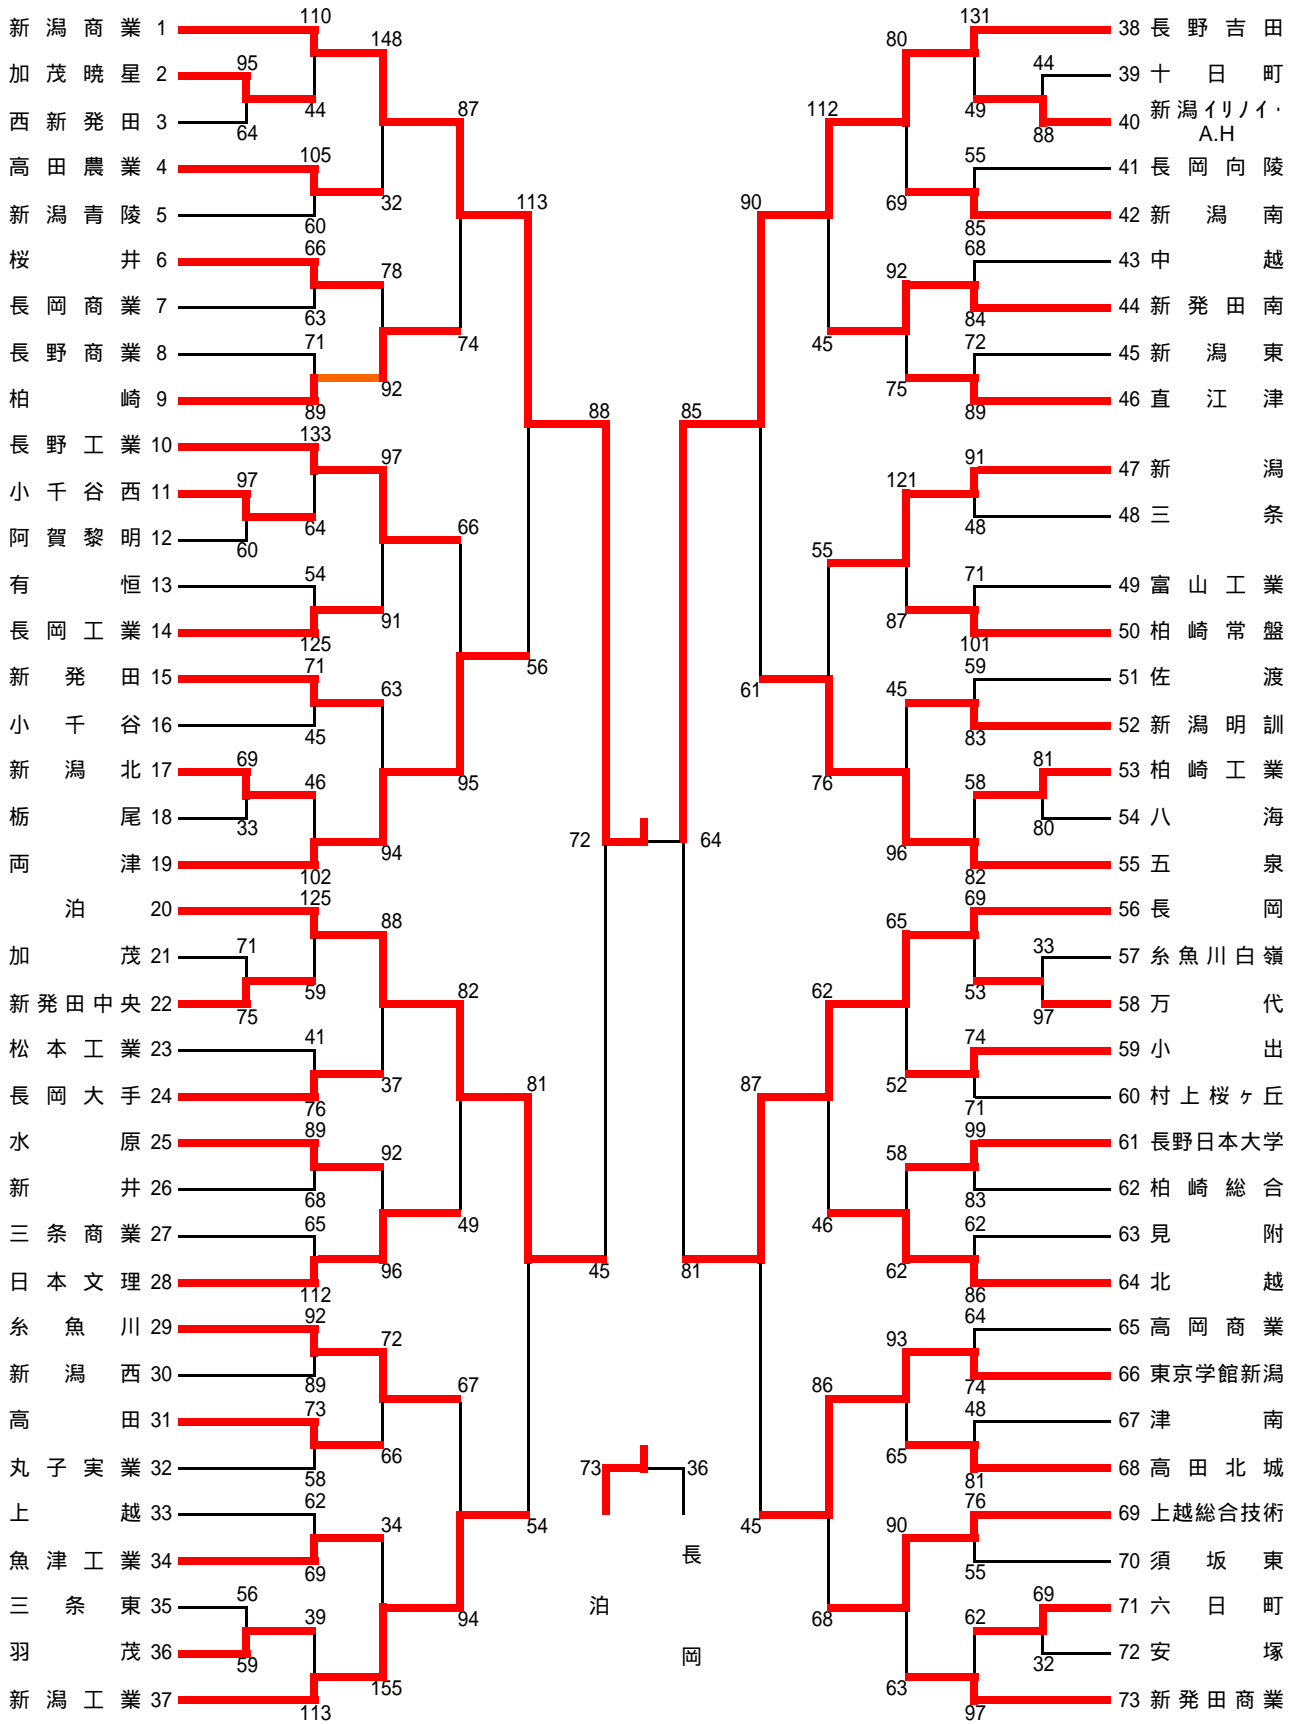 新潟商業 1
加茂暁星 2
西新発田 3
高田農業 4
新潟青陵 5
桜井 6
長岡商業 7
長野商業 8
柏崎 9
長野工業 10
小千谷西 11
阿賀黎明 12
有恒 13
長岡工業 14
新発田 15
小千谷 16
新潟北 17
栃尾 18
両津 19
泊 20
加茂 21
新発田中央 22
松本工業 23
長岡大手 24
水原 25
新井 26
三条商業 27
日本文理 28
糸魚川 29
新潟西 30
高田 31
丸子実業 32
上越 33
魚津工業 34
三条東 35
羽茂 36
新潟工業 37
95
64
97
60
69
33
71
75
56
59
110
44
105
60
66
63
71
89
133
64
54
125
71
45
46
102
125
59
41
76
89
68
65
112
92
89
73
58
62
69
39
113
148
32
78
92
97
91
63
94
88
37
92
96
72
66
34
155
87
74
66
95
82
49
67
94
113
56
81
54
88
45
72
64
73
36
泊
長岡
85
81
90
61
87
45
112
45
55
76
62
46
86
68
80
69
92
75
121
87
45
96
65
52
58
62
93
65
90
63
131
49
55
85
68
84
72
89
91
48
71
101
59
83
58
82
69
53
74
71
99
83
62
86
64
74
48
81
76
55
62
97
44
88
81
80
33
97
69
32
38 長野吉田
39 十日町
40 新潟イリノイ・
A.H
41 長岡向陵
42 新潟南
43 中越
44 新発田南
45 新潟東
46 直江津
47 新潟
48 三条
49 富山工業
50 柏崎常盤
51 佐渡
52 新潟明訓
53 柏崎工業
54 八海
55 五泉
56 長岡
57 糸魚川白嶺
58 万代
59 小出
60 村上桜ヶ丘
61 長野日本大学
62 柏崎総合
63 見附
64 北越
65 高岡商業
66 東京学館新潟
67 津南
68 高田北城
69 上越総合技術
70 須坂東
71 六日町
72 安塚
73 新発田商業